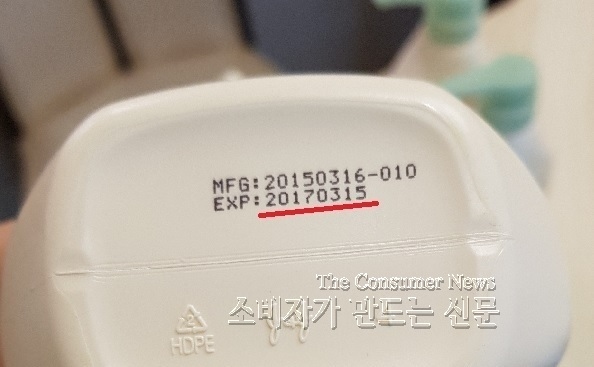 MFG:20150316-010
EXP:20170315
The Consumer News
소비자가 만드는 신문
2
HDPE